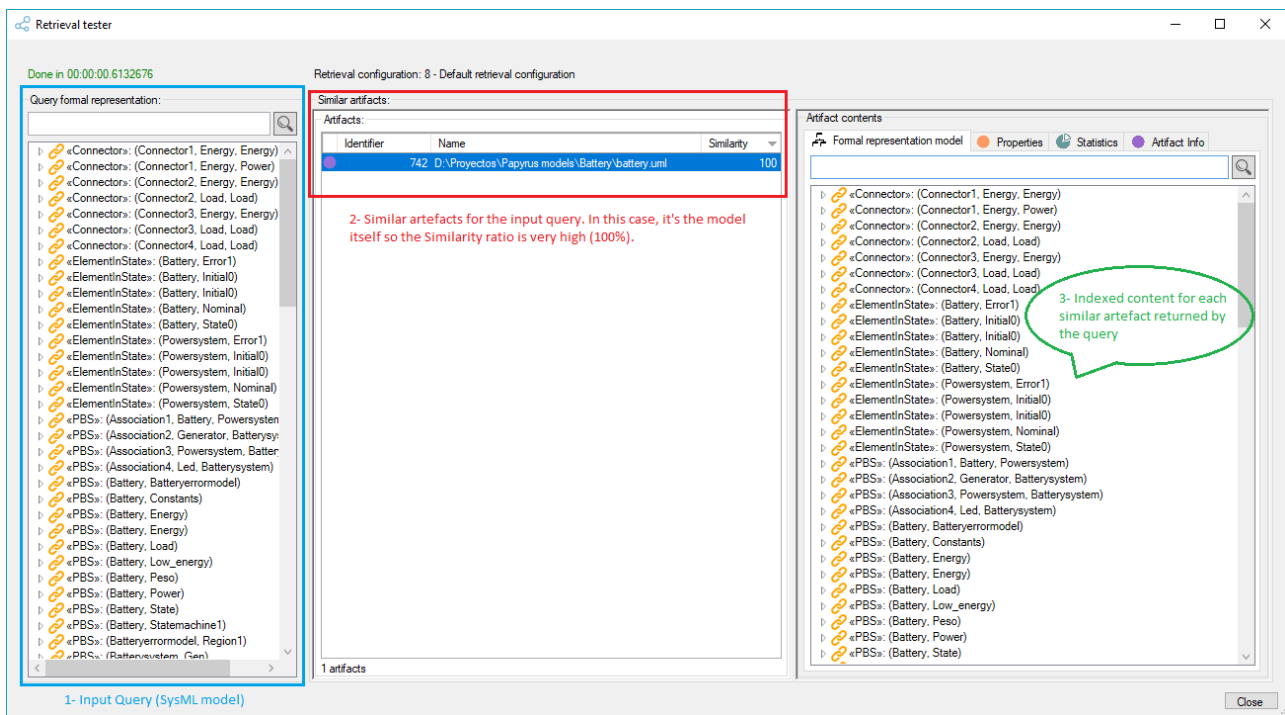 Retrieval tester
Done in 00:00:00.6132676
Retrieval configuration: 8 - Default retrieval configuration
Query formal representation:
«Connector»: (Connector1, Energy, Energy)
«Connector»: (Connector1, Energy, Power)
«Connector»: (Connector2, Energy, Energy)
«Connector»: (Connector2, Load, Load)
«Connector»: (Connector3, Energy, Energy)
«Connector»: (Connector3, Load, Load)
«Connector»: (Connector4, Load, Load)
«ElementInState»: (Battery, Error1)
«ElementInState»: (Battery, Initial0)
«ElementInState»: (Battery, Initial0)
«ElementInState»: (Battery, Nominal)
«ElementInState»: (Battery, State0)
«ElementInState»: (Powersystem, Error1)
«ElementInState»: (Powersystem, Initial0)
«ElementInState»: (Powersystem, Initial0)
«ElementInState»: (Powersystem, Nominal)
«ElementInState»: (Powersystem, State0)
«PBS»: (Association1, Battery, Powersysten
«PBS»: (Association2, Generator, Batterysy
«PBS»: (Association3, Powersystem, Batter
«PBS»: (Association4, Led, Batterysystem)
«PBS»: (Battery, Batteryerrormodel)
«PBS»: (Battery, Constants)
«PBS»: (Battery, Energy)
«PBS»: (Battery, Energy)
«PBS»: (Battery, Load)
«PBS»: (Battery, Low_energy)
«PBS»: (Battery, Peso)
«PBS»: (Battery, Power)
«PBS»: (Battery, State)
«PBS»: (Battery, Statemachine1)
«PBS»: (Batteryerrormodel, Region1)
«PBS»: (Batterysystem, Gen)
1- Input Query (SysML model)
Similar artifacts:
Artifacts:
Identifier Name Similarity
742 D:\Proyectos\Papyrus models\Battery\battery.uml 100
2- Similar artefacts for the input query. In this case, it's the model
itself so the Similarity ratio is very high (100%).
1 artifacts
Artifact contents
Formal representation model Properties Statistics Artifact Info
«Connector»: (Connector1, Energy, Energy)
«Connector»: (Connector1, Energy, Power)
«Connector»: (Connector2, Energy, Energy)
«Connector»: (Connector2, Load, Load)
«Connector»: (Connector3, Energy, Energy)
«Connector»: (Connector3, Load, Load)
«Connector»: (Connector4, Load, Load)
«ElementInState»: (Battery, Error1)
«ElementInState»: (Battery, Initial0)
«ElementInState»: (Battery, Initial0)
«ElementInState»: (Battery, Nominal)
«ElementInState»: (Battery, State0)
«ElementInState»: (Powersystem, Error1)
«ElementInState»: (Powersystem, Initial0)
«ElementInState»: (Powersystem, Initial0)
«ElementInState»: (Powersystem, Nominal)
«ElementInState»: (Powersystem, State0)
«PBS»: (Association1, Battery, Powersystem)
«PBS»: (Association2, Generator, Batterysystem)
«PBS»: (Association3, Powersystem, Batterysystem)
«PBS»: (Association4, Led, Batterysystem)
«PBS»: (Battery, Batteryerrormodel)
«PBS»: (Battery, Constants)
«PBS»: (Battery, Energy)
«PBS»: (Battery, Energy)
«PBS»: (Battery, Load)
«PBS»: (Battery, Low_energy)
«PBS»: (Battery, Peso)
«PBS»: (Battery, Power)
«PBS»: (Battery, State)
3- Indexed content for each
similar artefact returned by
the query
Close